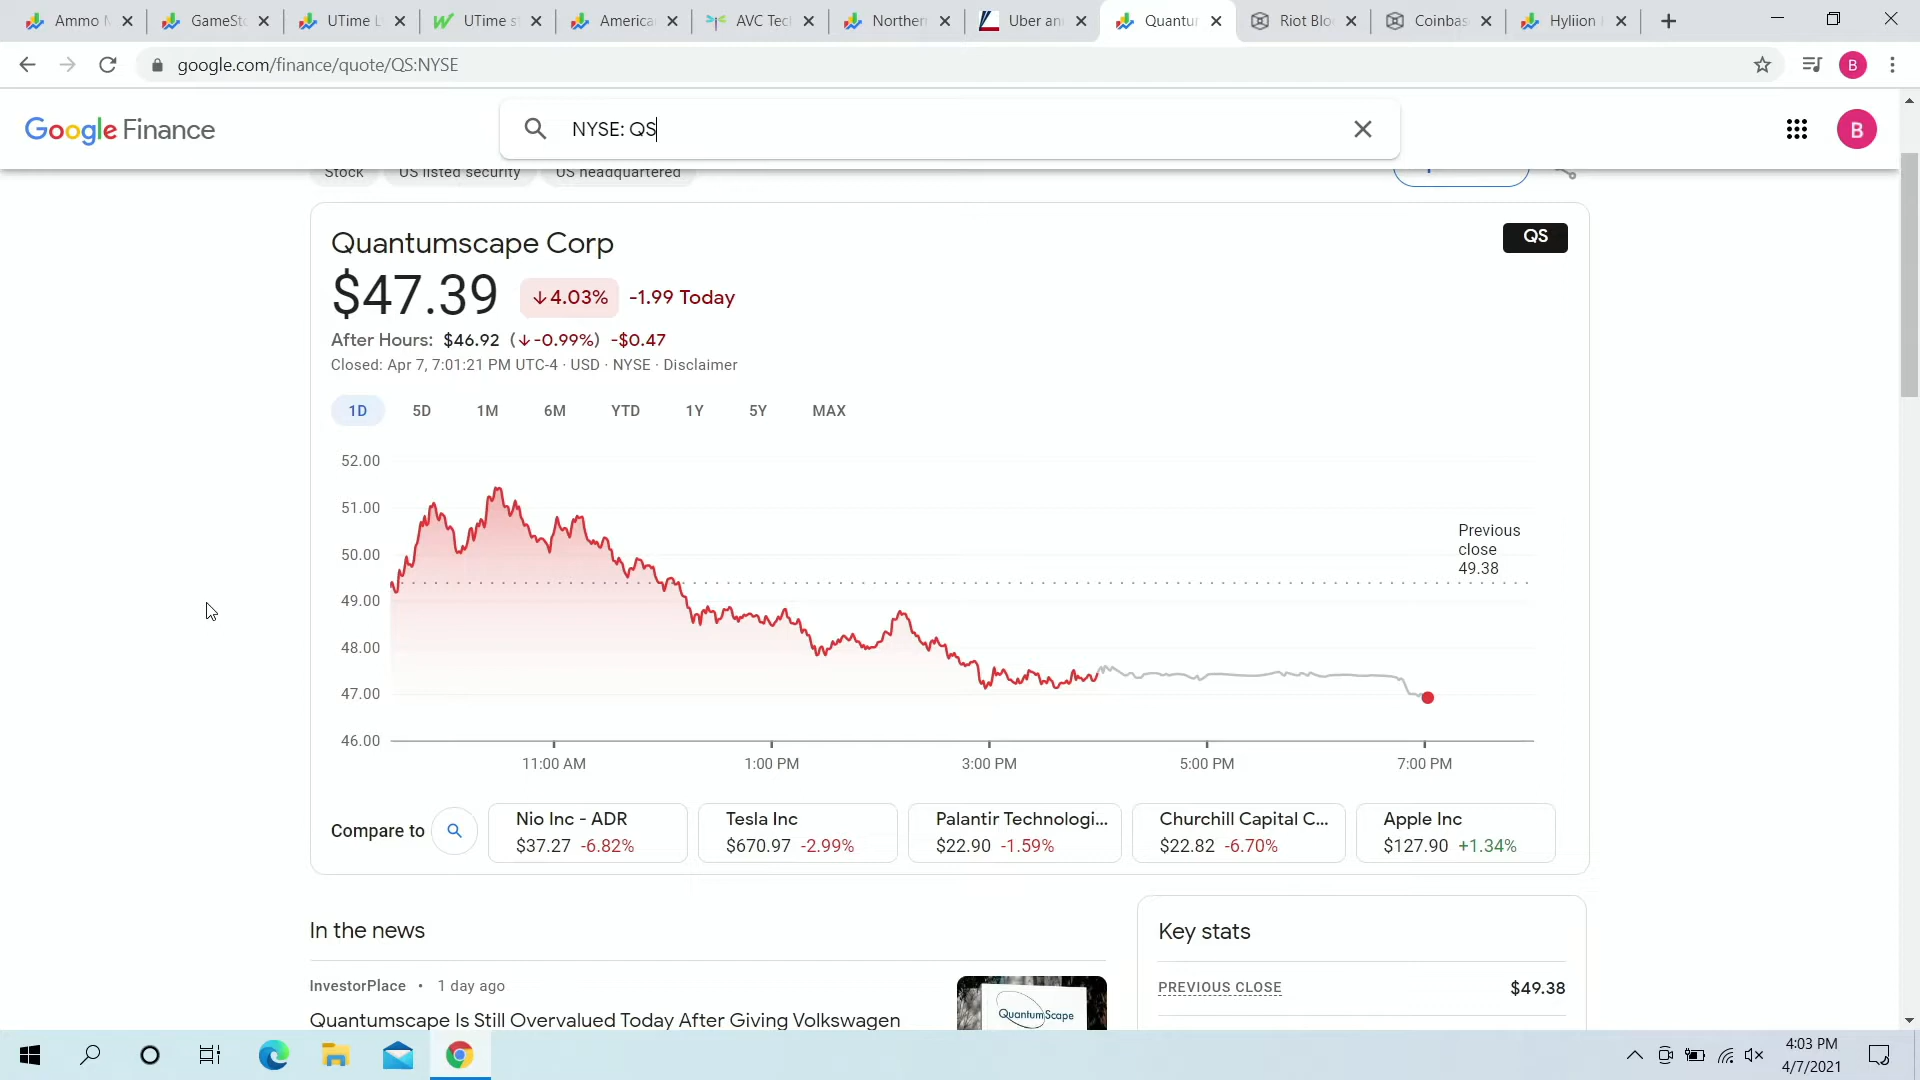 Ammo
GameSto
UTime L
UTime s
America
AVC Tec
Northern
Uber an
Quantur
Riot Blo
Coinbas
Hyliion
google.com/finance/quote/QS:NYSE
B
Google Finance
NYSE: QS
B
Stock
US listed security
US headquartered
Quantumscape Corp
QS
$47.39
4.03%
-1.99 Today
After Hours: $46.92 (↓-0.99%) -$0.47
Closed: Apr 7, 7:01:21 PM UTC-4 · USD · NYSE · Disclaimer
1D 5D 1M 6M YTD 1Y 5Y MAX
52.00
51.00
50.00
49.00
48.00
47.00
46.00
Previous
close
49.38
11:00 AM
1:00 PM
3:00 PM
5:00 PM
7:00 PM
Compare to
Nio Inc - ADR
$37.27 -6.82%
Tesla Inc
$670.97 -2.99%
Palantir Technologi...
$22.90 -1.59%
Churchill Capital C...
$22.82 -6.70%
Apple Inc
$127.90 +1.34%
In the news
InvestorPlace • 1 day ago
Quantumscape Is Still Overvalued Today After Giving Volkswagen
QuantumScape
Key stats
PREVIOUS CLOSE
$49.38
4:03 PM
4/7/2021